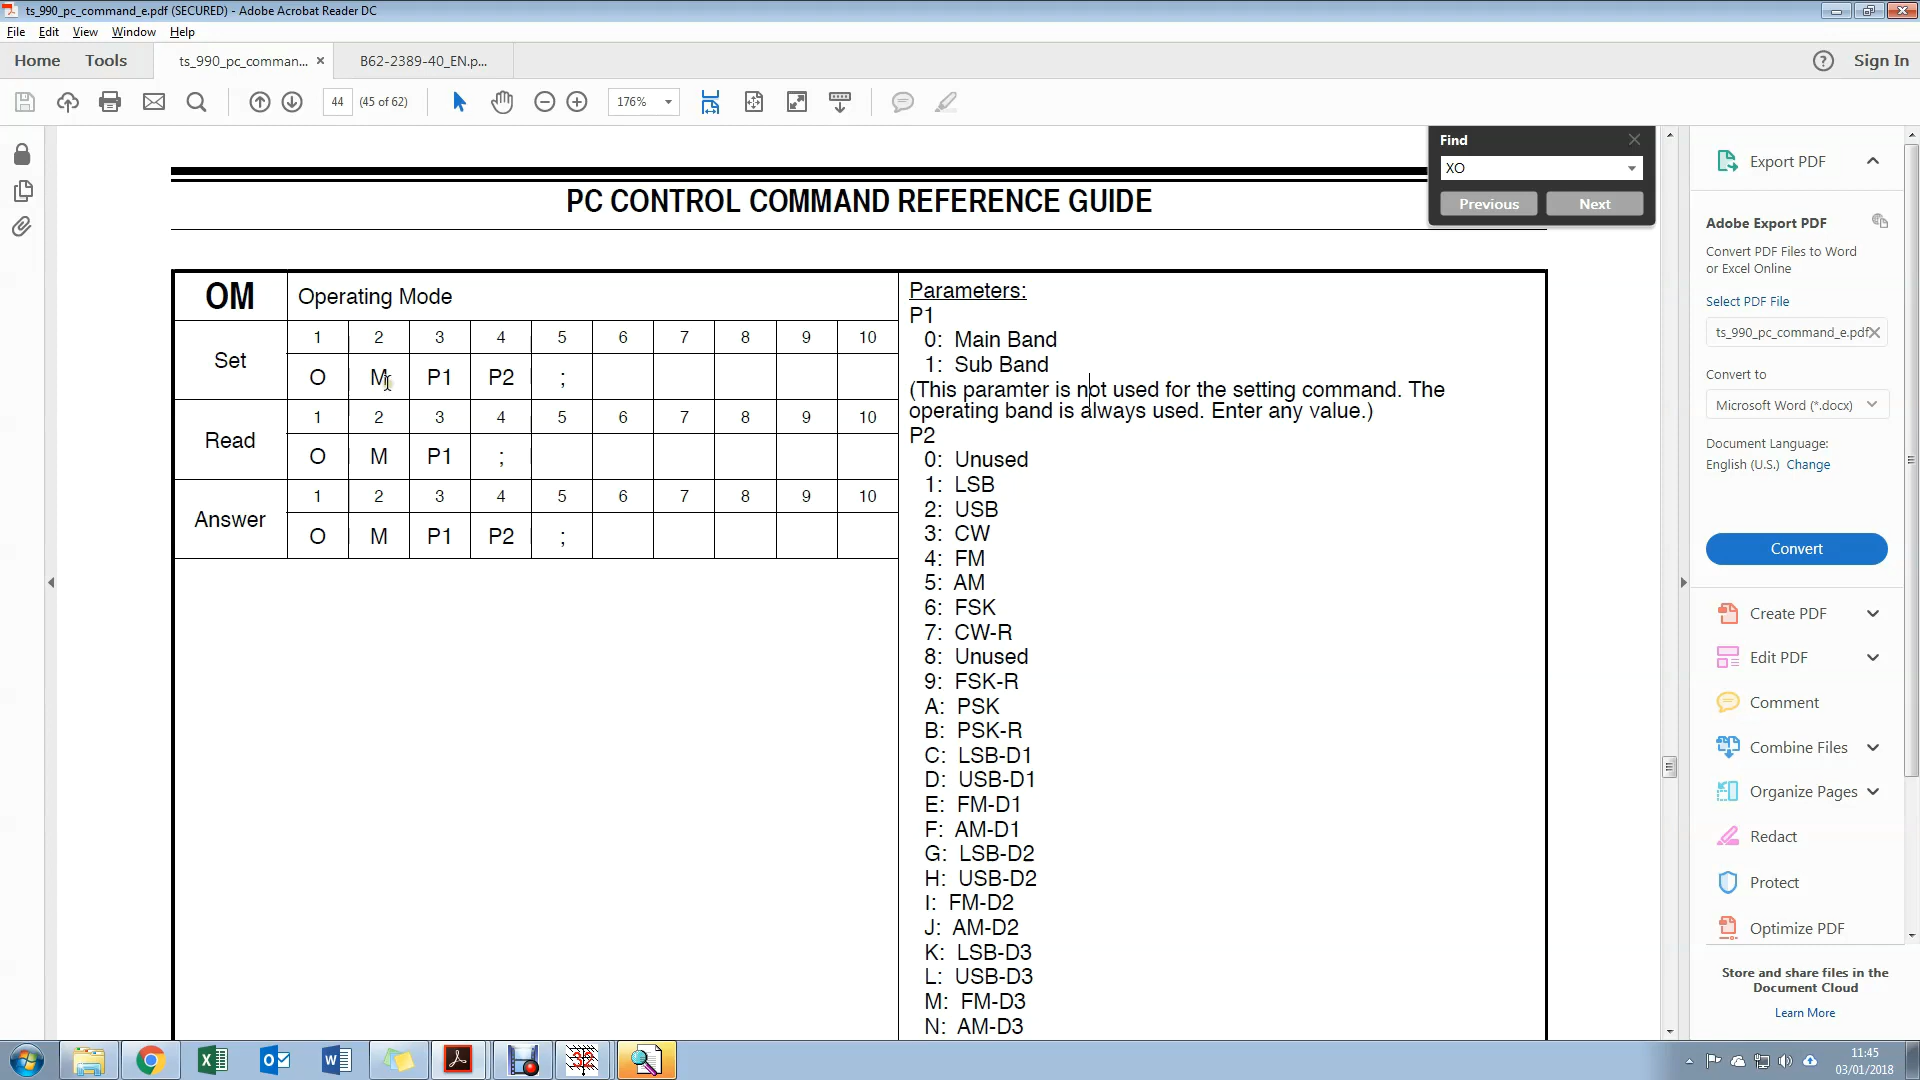 ts_990_pc_command_e.pdf (SECURED) - Adobe Acrobat Reader DC
File Edit View Window Help
Home Tools ts_990_pc_comman... × B62-2389-40_EN.p... Sign In
44 (45 of 62) 176%
Find
XO
Previous Next
PC CONTROL COMMAND REFERENCE GUIDE
OM Operating Mode
Set 1 2 3 4 5 6 7 8 9 10
O M P1 P2 ;
Read 1 2 3 4 5 6 7 8 9 10
O M P1 ;
Answer 1 2 3 4 5 6 7 8 9 10
O M P1 P2 ;
Parameters:
P1
0: Main Band
1: Sub Band
(This paramter is not used for the setting command. The
operating band is always used. Enter any value.)
P2
0: Unused
1: LSB
2: USB
3: CW
4: FM
5: AM
6: FSK
7: CW-R
8: Unused
9: FSK-R
A: PSK
B: PSK-R
C: LSB-D1
D: USB-D1
E: FM-D1
F: AM-D1
G: LSB-D2
H: USB-D2
I: FM-D2
J: AM-D2
K: LSB-D3
L: USB-D3
M: FM-D3
N: AM-D3
Export PDF
Adobe Export PDF
Convert PDF Files to Word
or Excel Online
Select PDF File
ts_990_pc_command_e.pdf
Convert to
Microsoft Word (*.docx)
Document Language:
English (U.S.) Change
Convert
Create PDF
Edit PDF
Comment
Combine Files
Organize Pages
Redact
Protect
Optimize PDF
Store and share files in the
Document Cloud
Learn More
11:45
03/01/2018